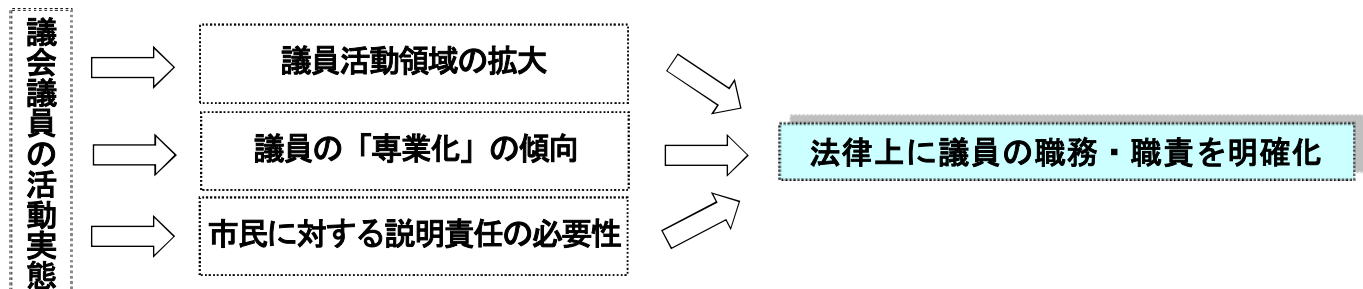 議会議員の活動実態
議員活動領域の拡大
議員の「専業化」の傾向
市民に対する説明責任の必要性
法律上に議員の職務・職責を明確化